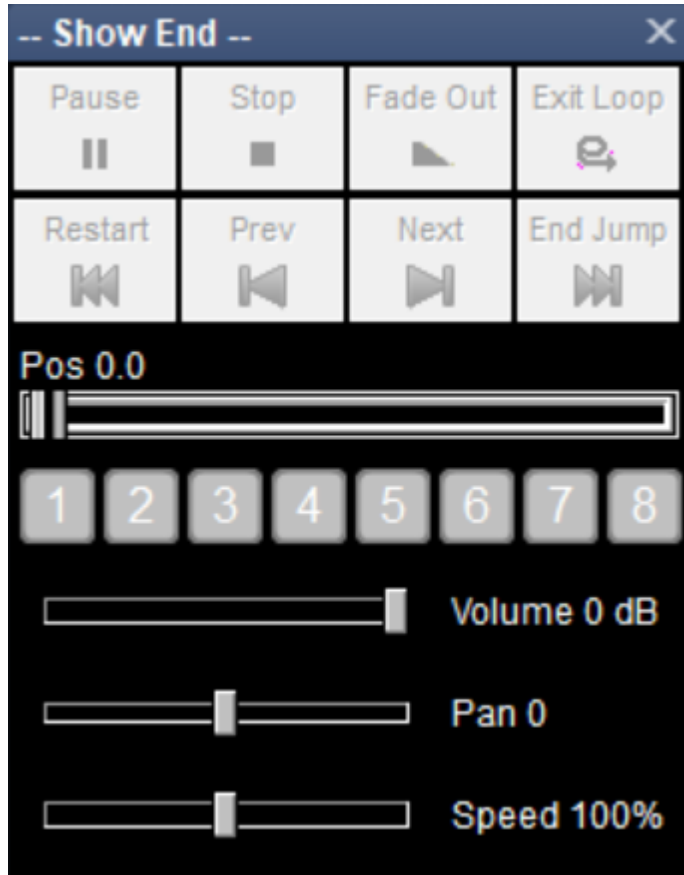 -- Show End --
Pause Stop Fade Out Exit Loop
Restart Prev Next End Jump
Pos 0.0
1 2 3 4 5 6 7 8
Volume 0 dB
Pan 0
Speed 100%